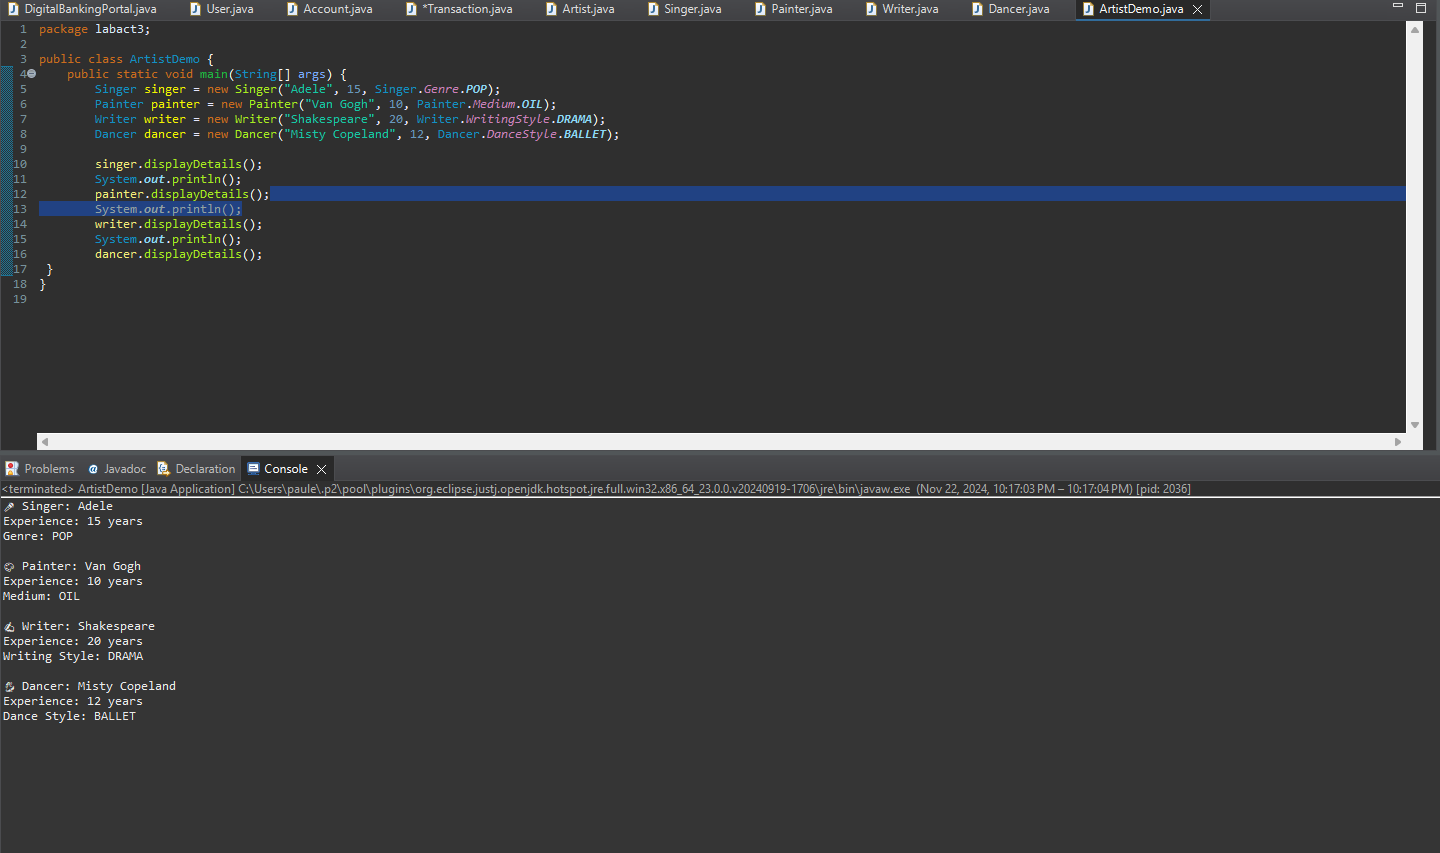 DigitalBankingPortal.java User.java Account.java *Transaction.java Artist.java Singer.java Painter.java Writer.java Dancer.java ArtistDemo.java
1 package labact3;
2
3 public class ArtistDemo {
4 public static void main(String[] args) {
5 Singer singer = new Singer("Adele", 15, Singer.Genre.POP);
6 Painter painter = new Painter("Van Gogh", 10, Painter.Medium.OIL);
7 Writer writer = new Writer("Shakespeare", 20, Writer.WritingStyle.DRAMA);
8 Dancer dancer = new Dancer("Misty Copeland", 12, Dancer.DanceStyle.BALLET);
9
10 singer.displayDetails();
11 System.out.println();
12 painter.displayDetails();
13 System.out.println();
14 writer.displayDetails();
15 System.out.println();
16 dancer.displayDetails();
17 }
18 }
19
Problems Javadoc Declaration Console
<terminated> ArtistDemo [Java Application] C:\Users\paule\.p2\pool\plugins\org.eclipse.justj.openjdk.hotspot.jre.full.win32.x86_64_23.0.0.v20240919-1706\jre\bin\javaw.exe (Nov 22, 2024, 10:17:03 PM – 10:17:04 PM) [pid: 2036]
🎤 Singer: Adele
Experience: 15 years
Genre: POP
🎨 Painter: Van Gogh
Experience: 10 years
Medium: OIL
✍ Writer: Shakespeare
Experience: 20 years
Writing Style: DRAMA
💃 Dancer: Misty Copeland
Experience: 12 years
Dance Style: BALLET